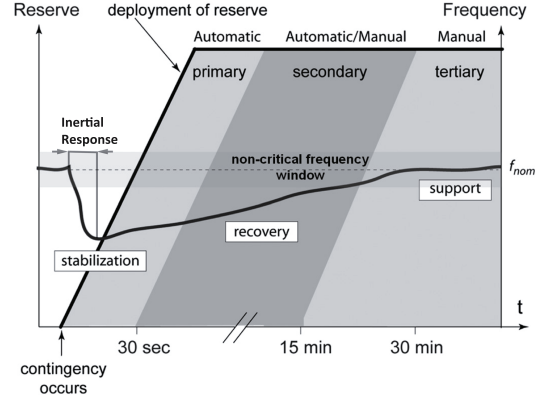 Reserve
deployment of reserve
Frequency
Automatic
Automatic/Manual
Manual
primary
secondary
tertiary
Inertial
Response
non-critical frequency
window
f_nom
support
recovery
stabilization
t
30 sec
15 min
30 min
contingency
occurs